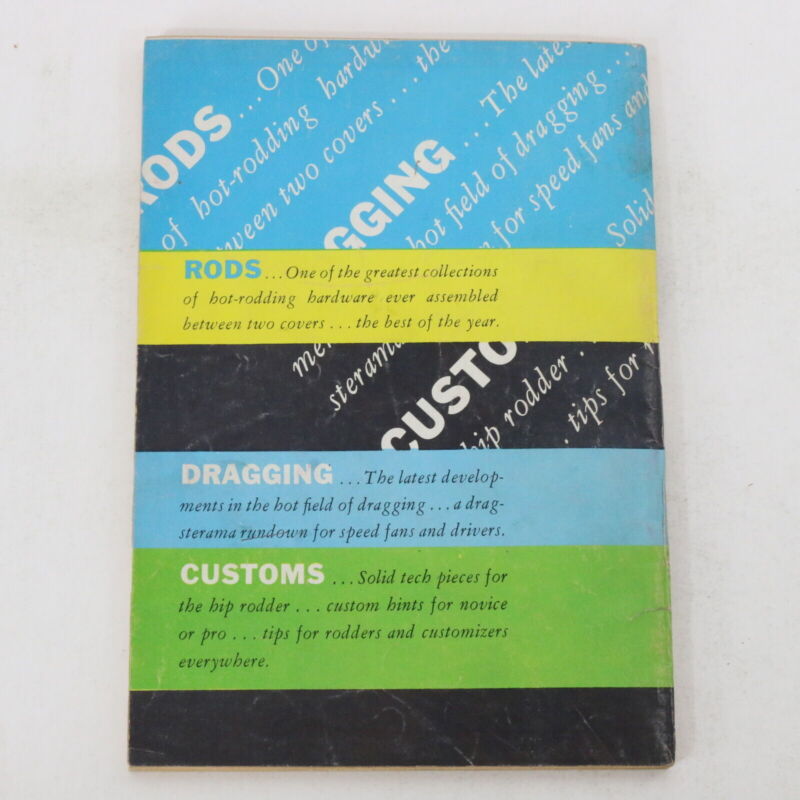 RODS ... One of
of hot-rodding hardw
ween two covers ... the
GGING ... The lates
hot field of dragging ...
n for speed fans and
Solid
RODS ... One of the greatest collections
of hot-rodding hardware ever assembled
between two covers ... the best of the year.
men
sterama
CUSTO
hip rodder .
. tips for
DRAGGING ... The latest develop-
ments in the hot field of dragging ... a drag-
sterama rundown for speed fans and drivers.
CUSTOMS ... Solid tech pieces for
the hip rodder ... custom hints for novice
or pro ... tips for rodders and customizers
everywhere.